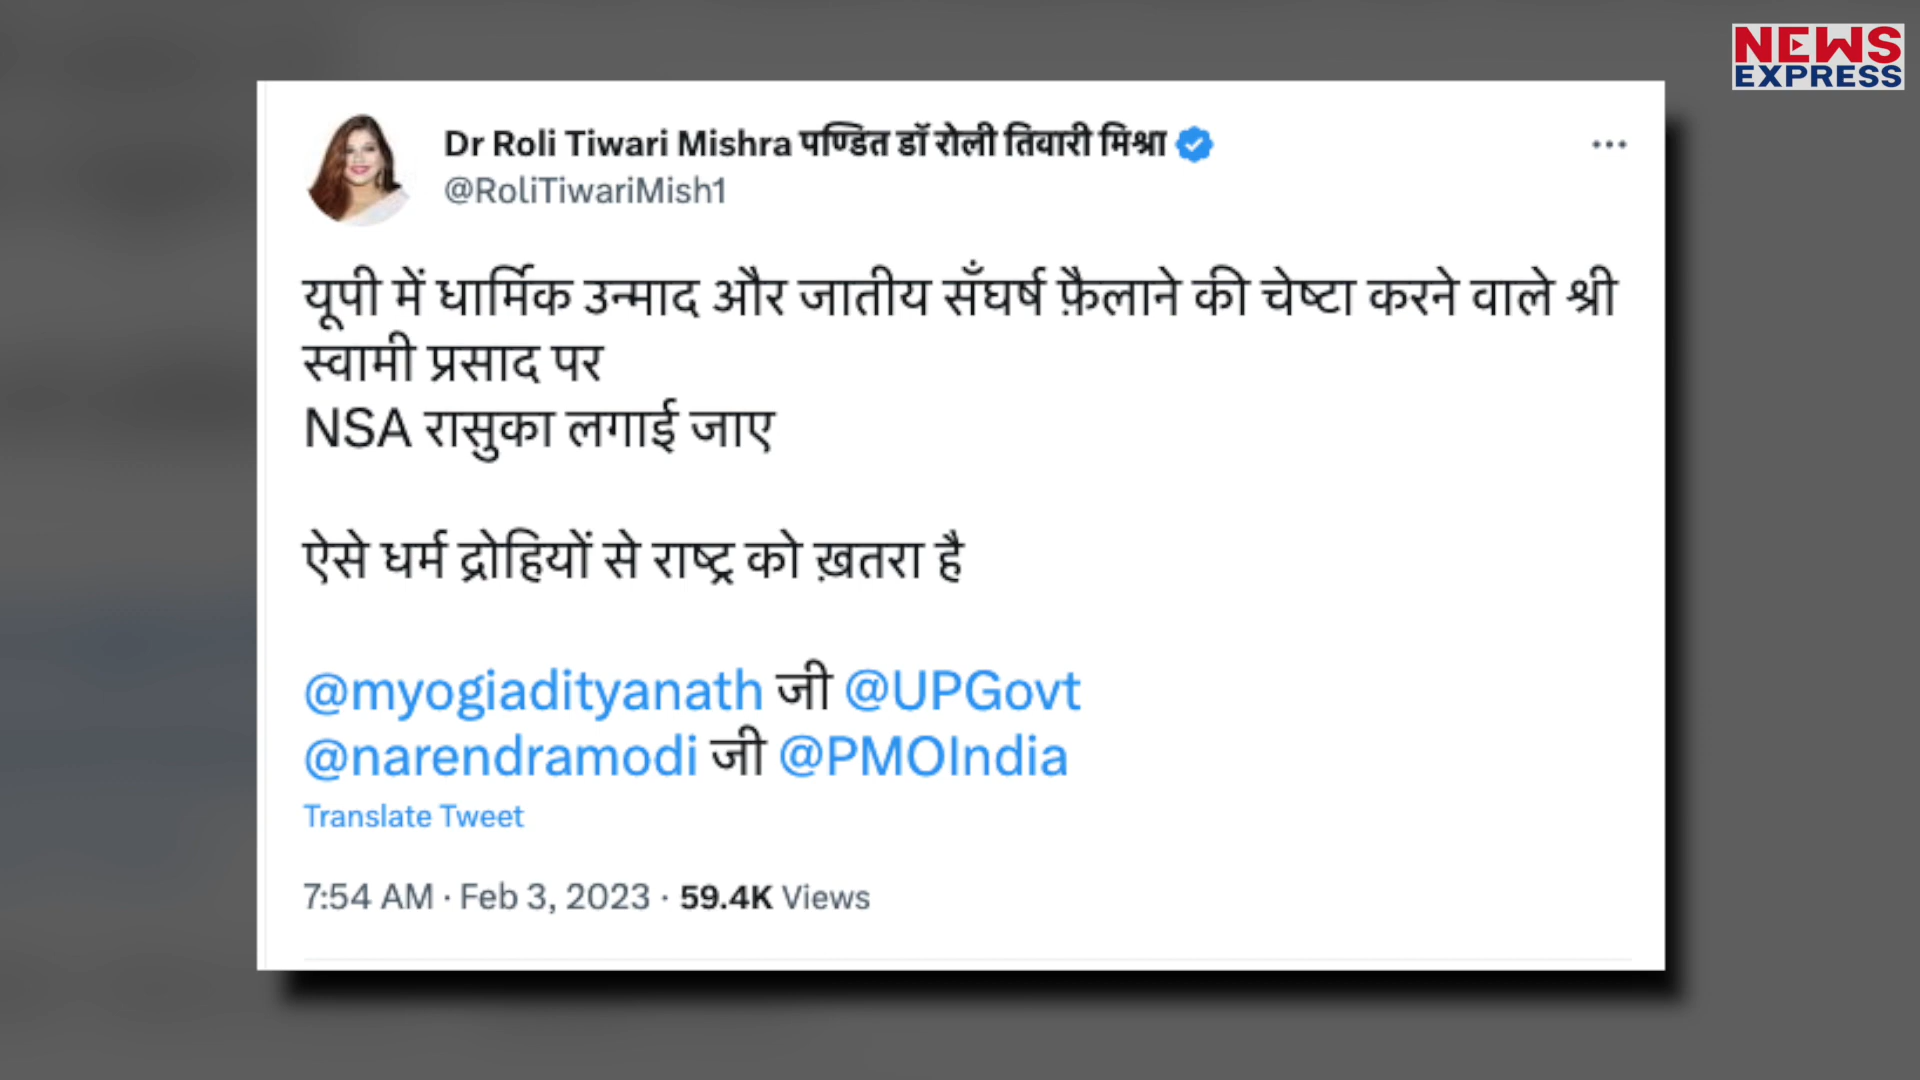 NEWS
EXPRESS
Dr Roli Tiwari Mishra पण्डित डॉ रोली तिवारी मिश्रा
@RoliTiwariMish1
यूपी में धार्मिक उन्माद और जातीय सँघर्ष फ़ैलाने की चेष्टा करने वाले श्री
स्वामी प्रसाद पर
NSA रासुका लगाई जाए
ऐसे धर्म द्रोहियों से राष्ट्र को ख़तरा है
@myogiadityanath जी @UPGovt
@narendramodi जी @PMOIndia
Translate Tweet
7:54 AM · Feb 3, 2023 · 59.4K Views